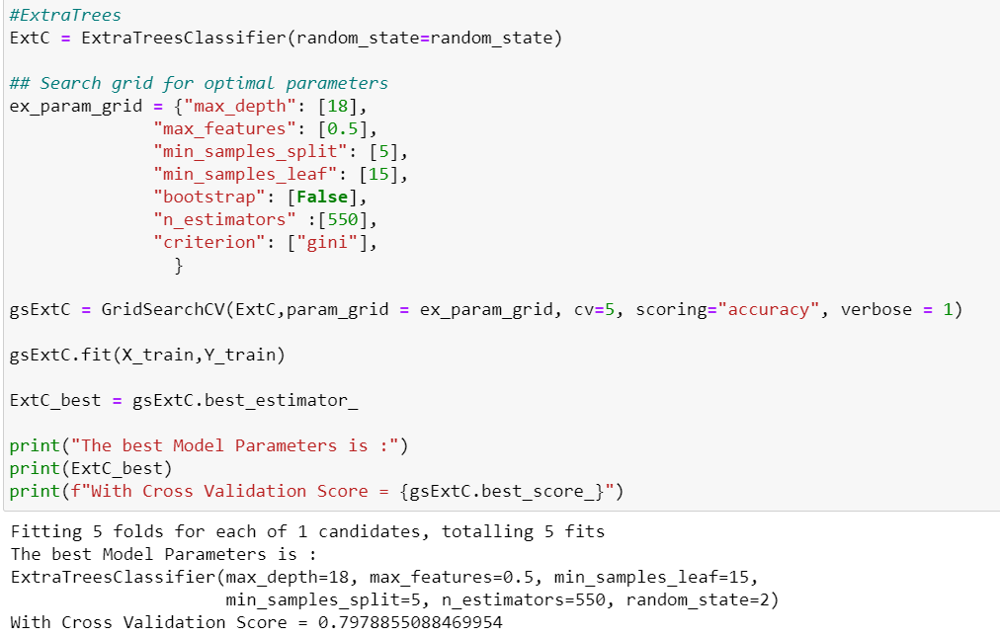 #ExtraTrees
ExtC = ExtraTreesClassifier(random_state=random_state)
## Search grid for optimal parameters
ex_param_grid = {"max_depth": [18],
"max_features": [0.5],
"min_samples_split": [5],
"min_samples_leaf": [15],
"bootstrap": [False],
"n_estimators" :[550],
"criterion": ["gini"],
}
gsExtC = GridSearchCV(ExtC,param_grid = ex_param_grid, cv=5, scoring="accuracy", verbose = 1)
gsExtC.fit(X_train,Y_train)
ExtC_best = gsExtC.best_estimator_
print("The best Model Parameters is :")
print(ExtC_best)
print(f"With Cross Validation Score = {gsExtC.best_score_}")
Fitting 5 folds for each of 1 candidates, totalling 5 fits
The best Model Parameters is :
ExtraTreesClassifier(max_depth=18, max_features=0.5, min_samples_leaf=15,
min_samples_split=5, n_estimators=550, random_state=2)
With Cross Validation Score = 0.7978855088469954